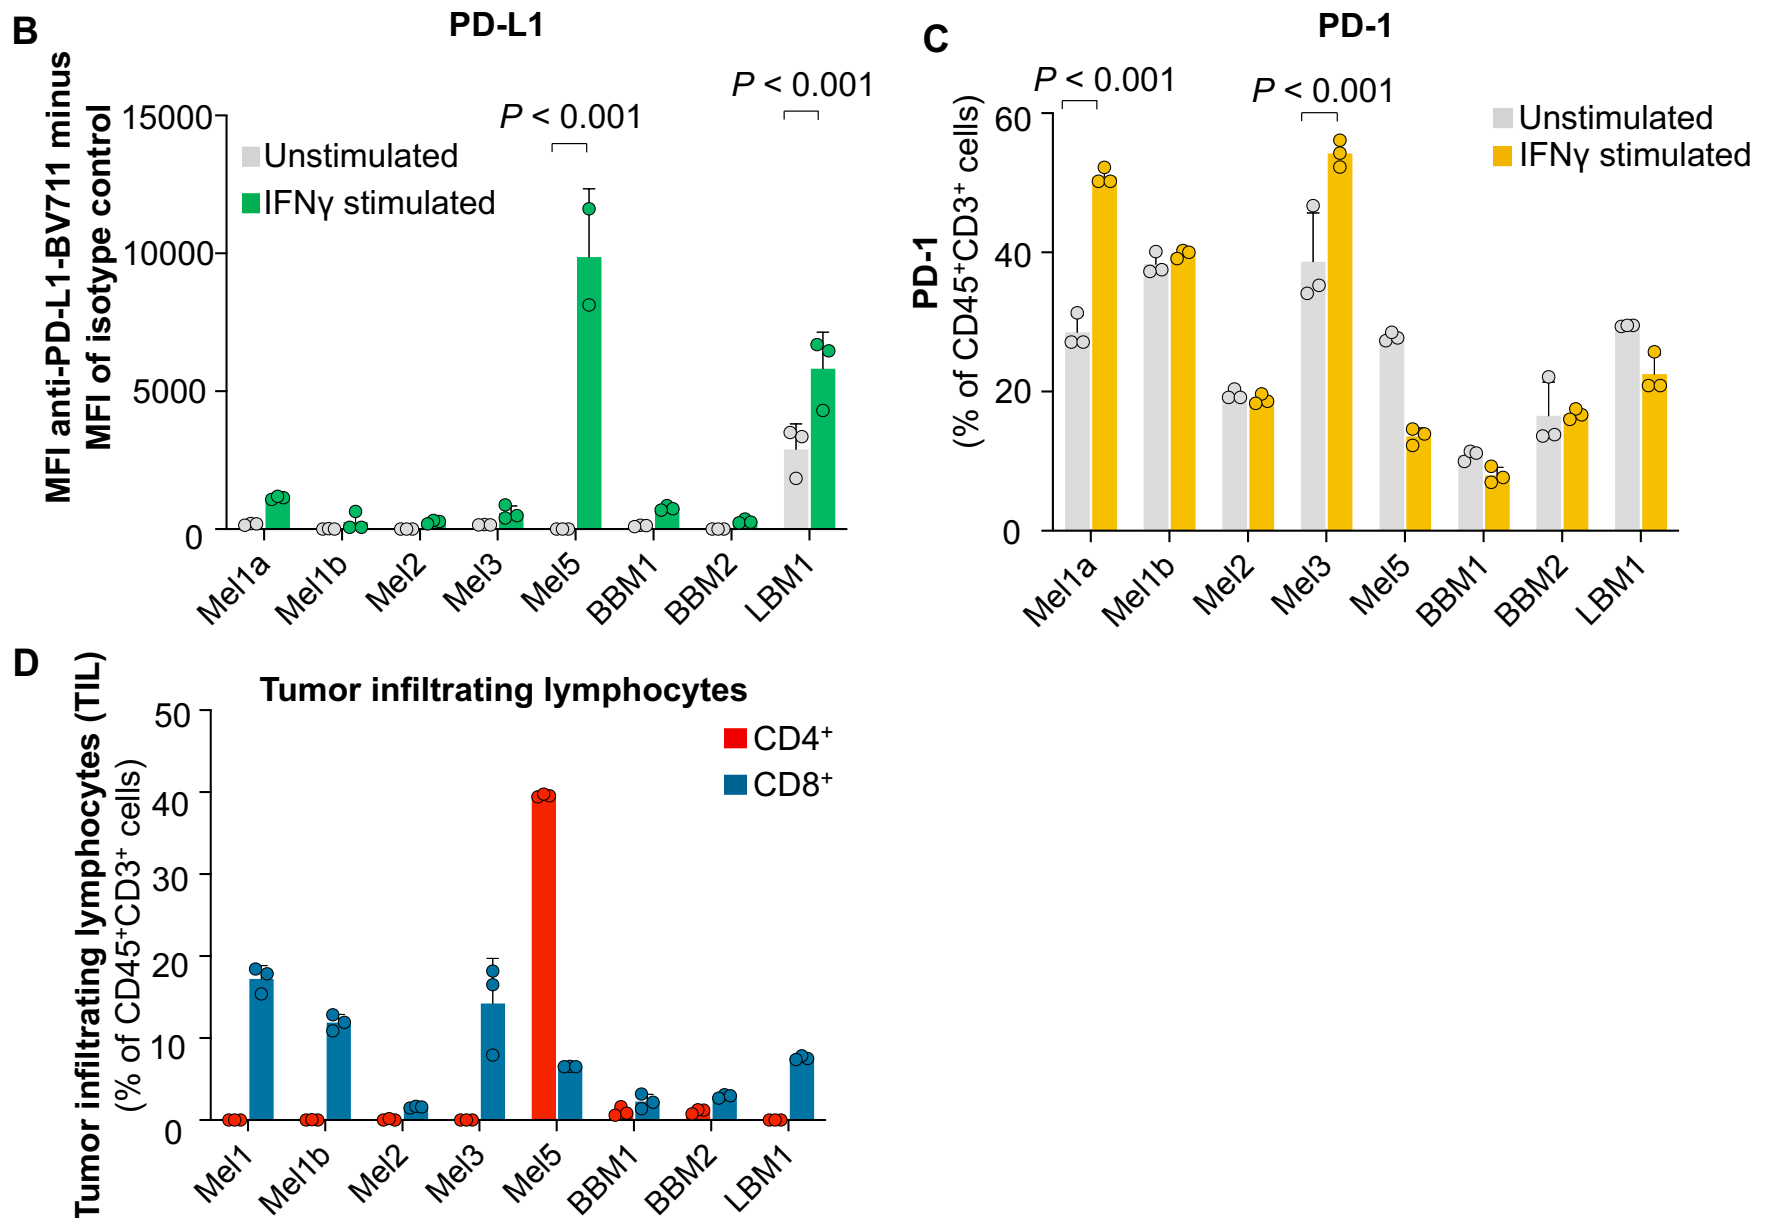 B
PD-L1
MFI anti-PD-L1-BV711 minus
MFI of isotype control
15000
10000
5000
0
Unstimulated
IFNγ stimulated
P < 0.001
P < 0.001
Mel1a
Mel1b
Mel2
Mel3
Mel5
BBM1
BBM2
LBM1
C
PD-1
PD-1
(% of CD45⁺CD3⁺ cells)
60
40
20
0
P < 0.001
P < 0.001
Unstimulated
IFNγ stimulated
Mel1a
Mel1b
Mel2
Mel3
Mel5
BBM1
BBM2
LBM1
D
Tumor infiltrating lymphocytes
Tumor infiltrating lymphocytes (TIL)
(% of CD45⁺CD3⁺ cells)
50
40
30
20
10
0
CD4⁺
CD8⁺
Mel1
Mel1b
Mel2
Mel3
Mel5
BBM1
BBM2
LBM1